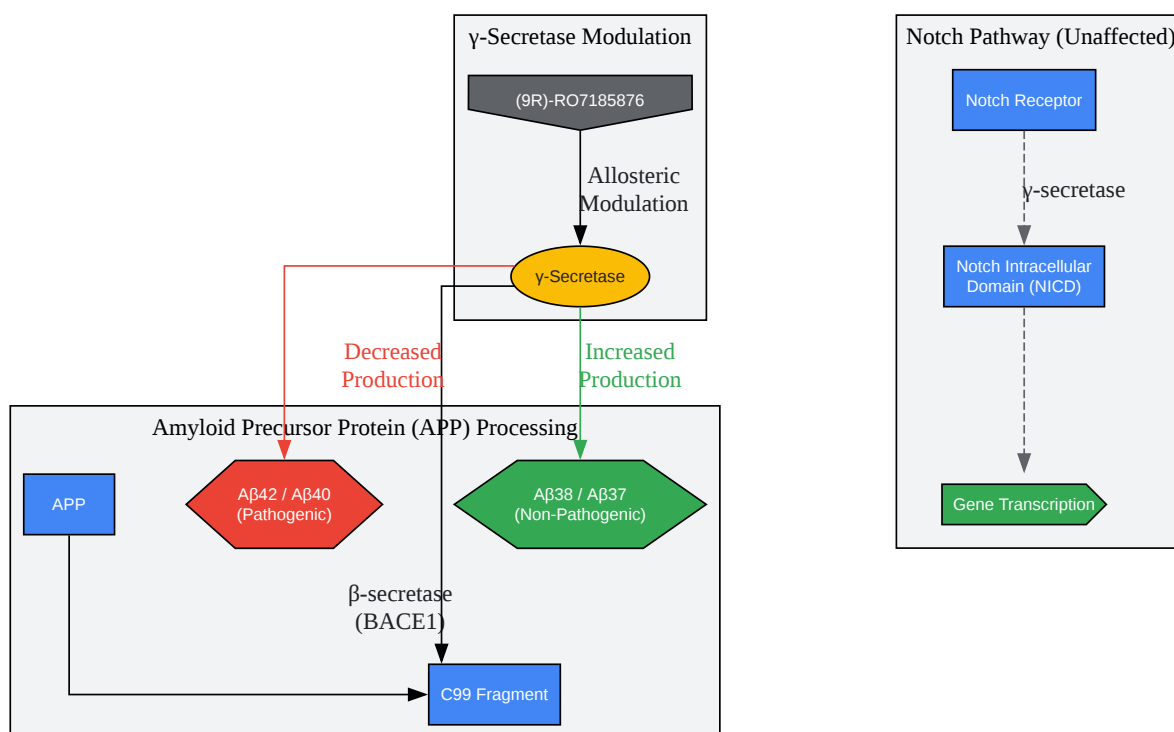 γ-Secretase Modulation
(9R)-RO7185876
Allosteric
Modulation
γ-Secretase
Decreased
Production
Increased
Production
Amyloid Precursor Protein (APP) Processing
APP
Aβ42 / Aβ40
(Pathogenic)
Aβ38 / Aβ37
(Non-Pathogenic)
β-secretase
(BACE1)
C99 Fragment
Notch Pathway (Unaffected)
Notch Receptor
γ-secretase
Notch Intracellular
Domain (NICD)
Gene Transcription